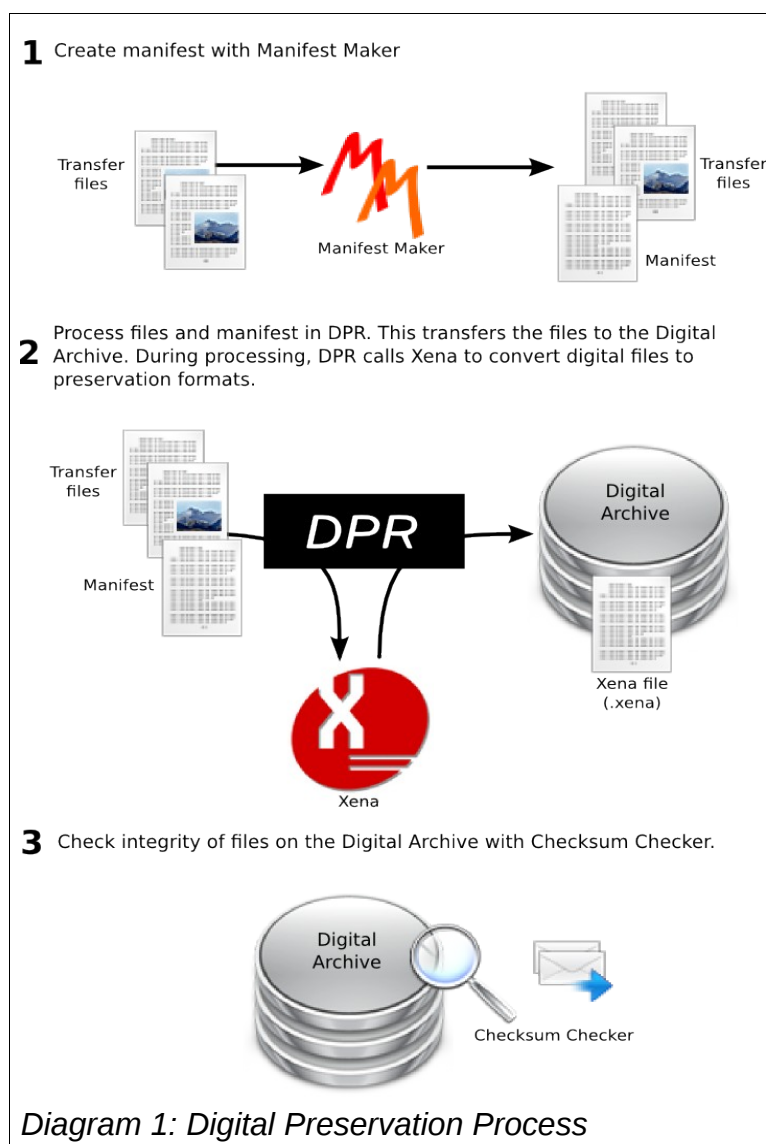 1 Create manifest with Manifest Maker
Transfer
files
Manifest Maker
Transfer
files
Manifest
2 Process files and manifest in DPR. This transfers the files to the Digital
Archive. During processing, DPR calls Xena to convert digital files to
preservation formats.
Transfer
files
Manifest
DPR
Digital
Archive
Xena file
(.xena)
Xena
3 Check integrity of files on the Digital Archive with Checksum Checker.
Digital
Archive
Checksum Checker
Diagram 1: Digital Preservation Process